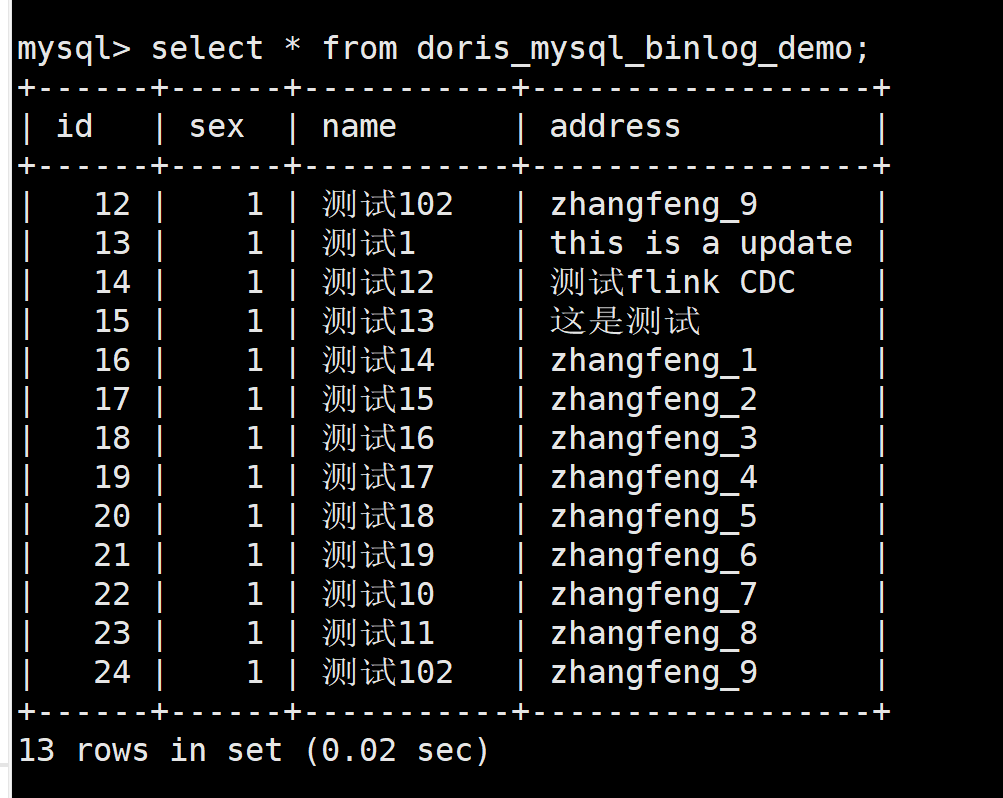 mysql> select * from doris_mysql_binlog_demo;
+------+------+-----------+------------------+
| id   | sex  | name      | address          |
+------+------+-----------+------------------+
|   12 |    1 | 测试102   | zhangfeng_9      |
|   13 |    1 | 测试1     | this is a update |
|   14 |    1 | 测试12    | 测试flink CDC    |
|   15 |    1 | 测试13    | 这是测试         |
|   16 |    1 | 测试14    | zhangfeng_1      |
|   17 |    1 | 测试15    | zhangfeng_2      |
|   18 |    1 | 测试16    | zhangfeng_3      |
|   19 |    1 | 测试17    | zhangfeng_4      |
|   20 |    1 | 测试18    | zhangfeng_5      |
|   21 |    1 | 测试19    | zhangfeng_6      |
|   22 |    1 | 测试10    | zhangfeng_7      |
|   23 |    1 | 测试11    | zhangfeng_8      |
|   24 |    1 | 测试102   | zhangfeng_9      |
+------+------+-----------+------------------+
13 rows in set (0.02 sec)